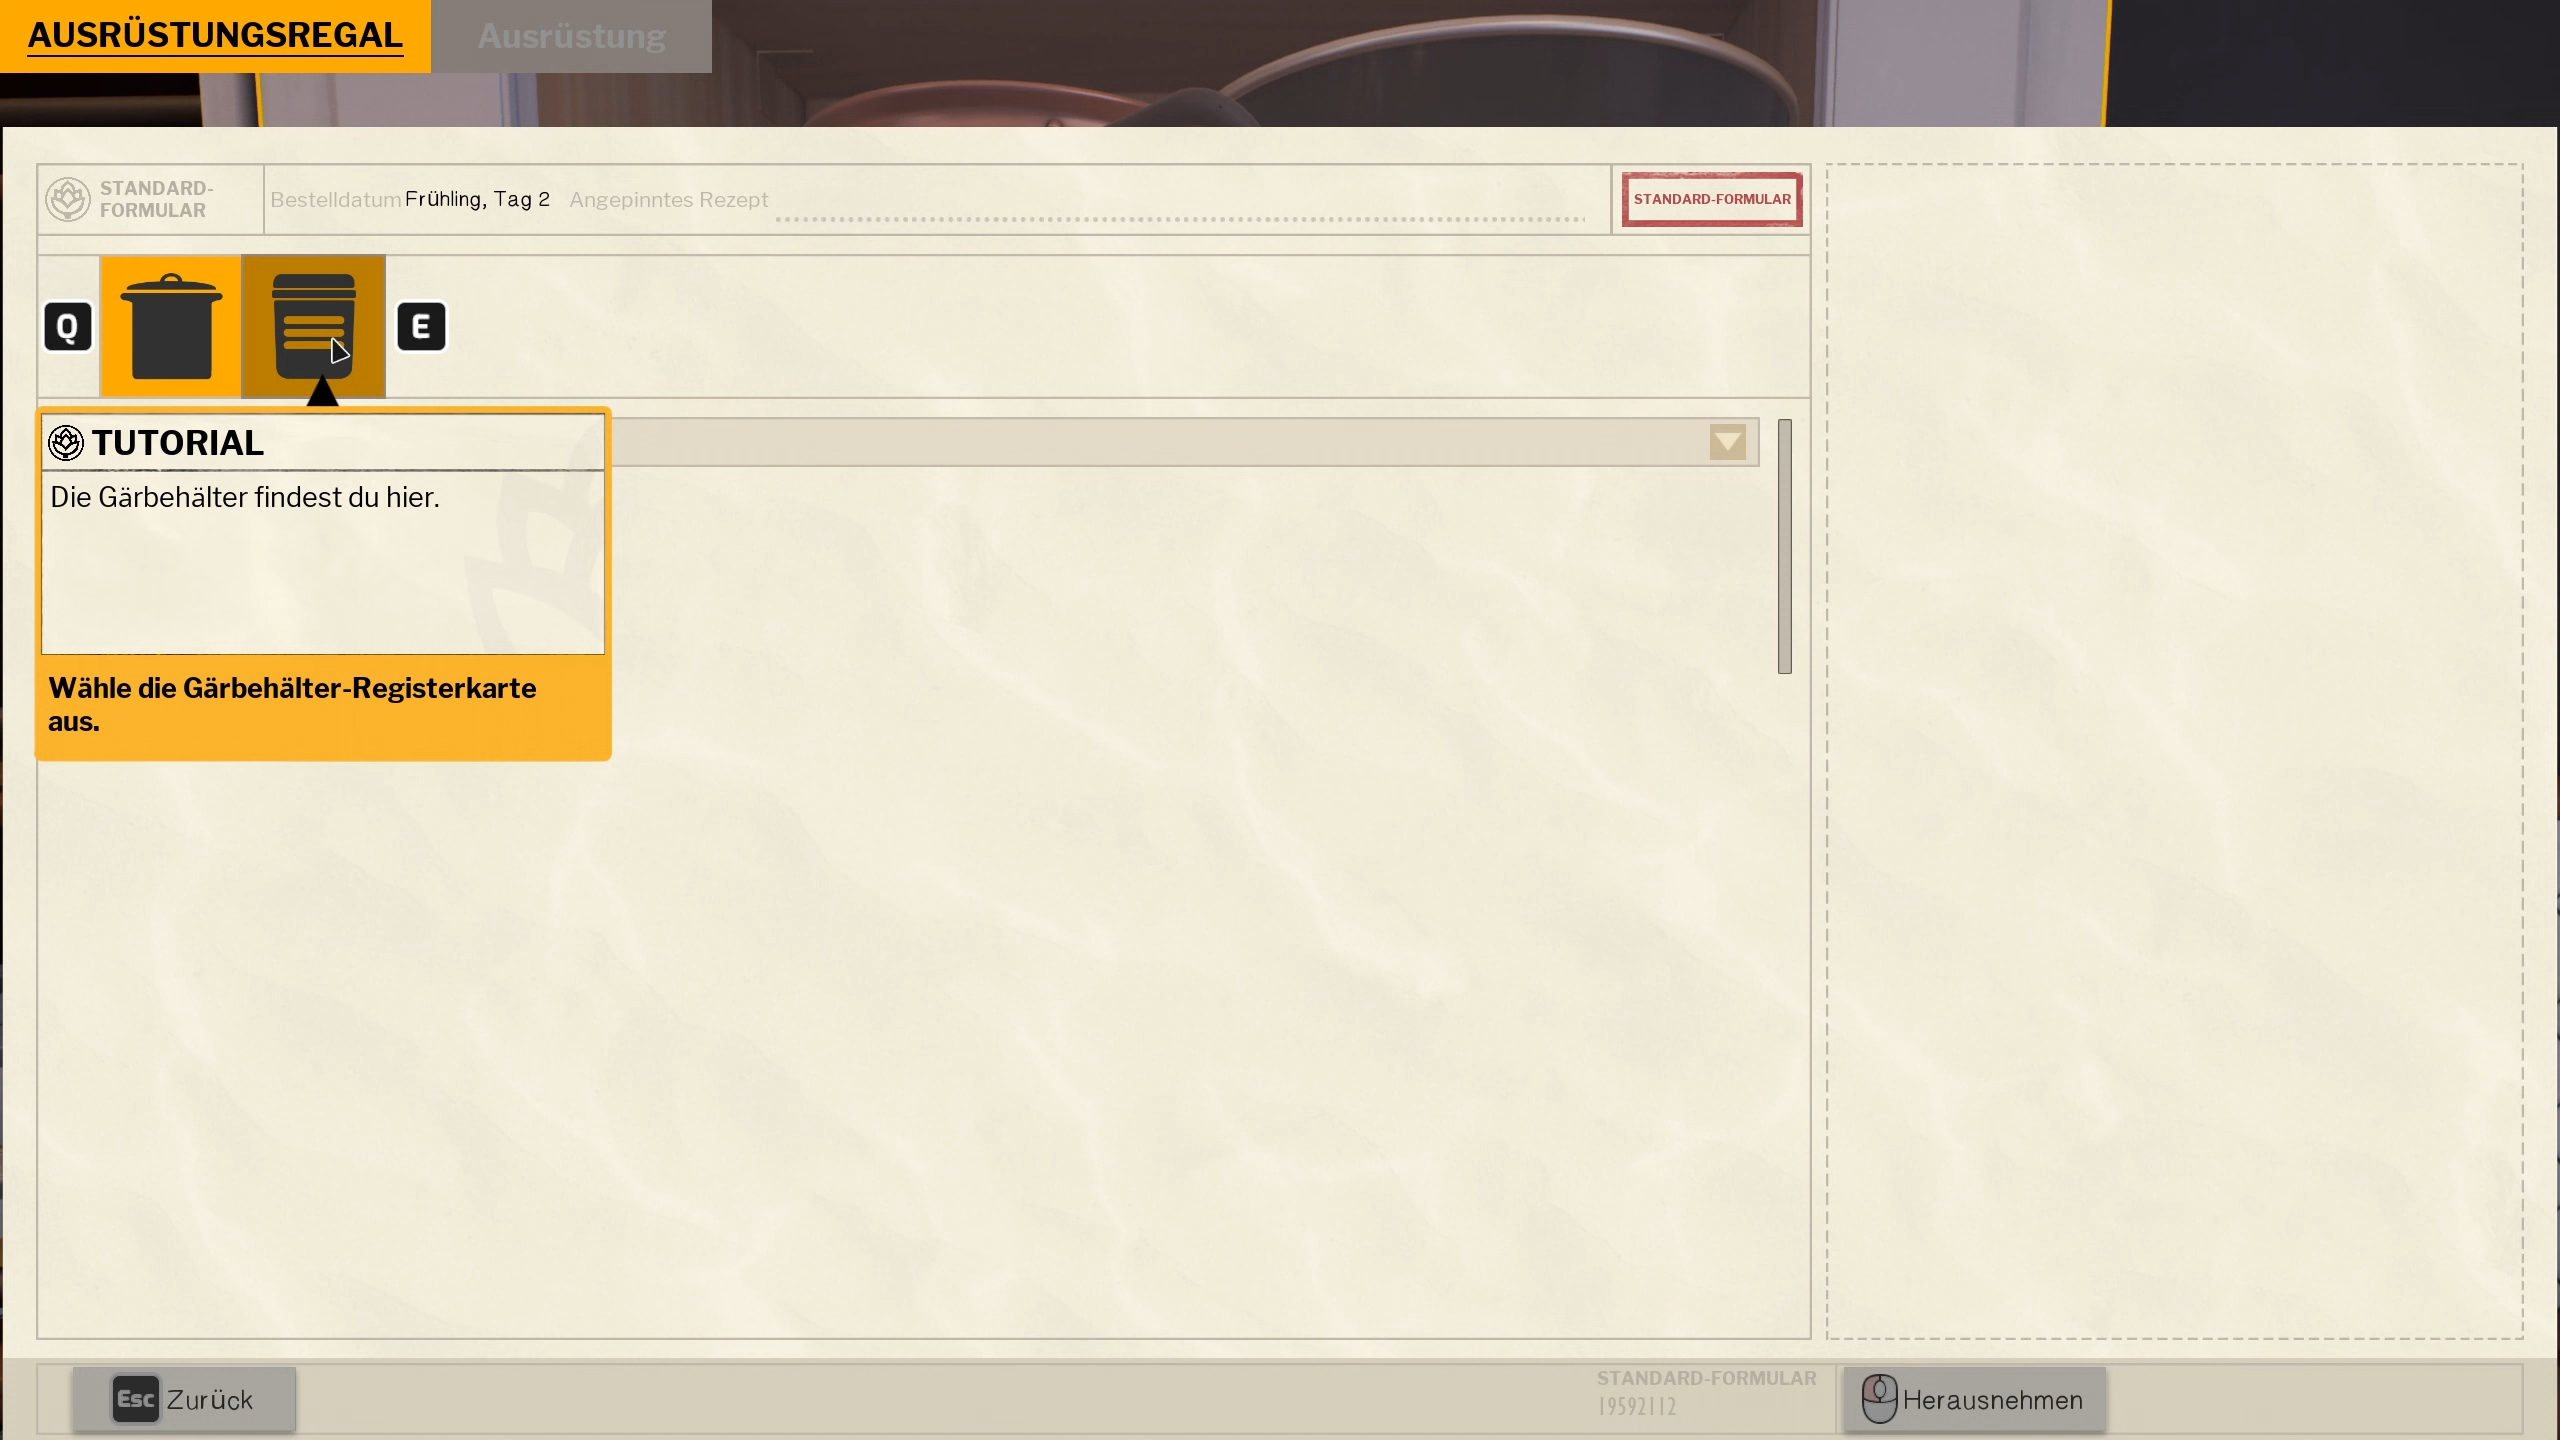 AUSRÜSTUNGSREGAL
Ausrüstung
STANDARD-
FORMULAR
Bestelldatum Frühling, Tag 2 Angepinntes Rezept
STANDARD-FORMULAR
Q
E
TUTORIAL
Die Gärbehälter findest du hier.
Wähle die Gärbehälter-Registerkarte
aus.
Esc Zurück
STANDARD-FORMULAR
19592112
Herausnehmen